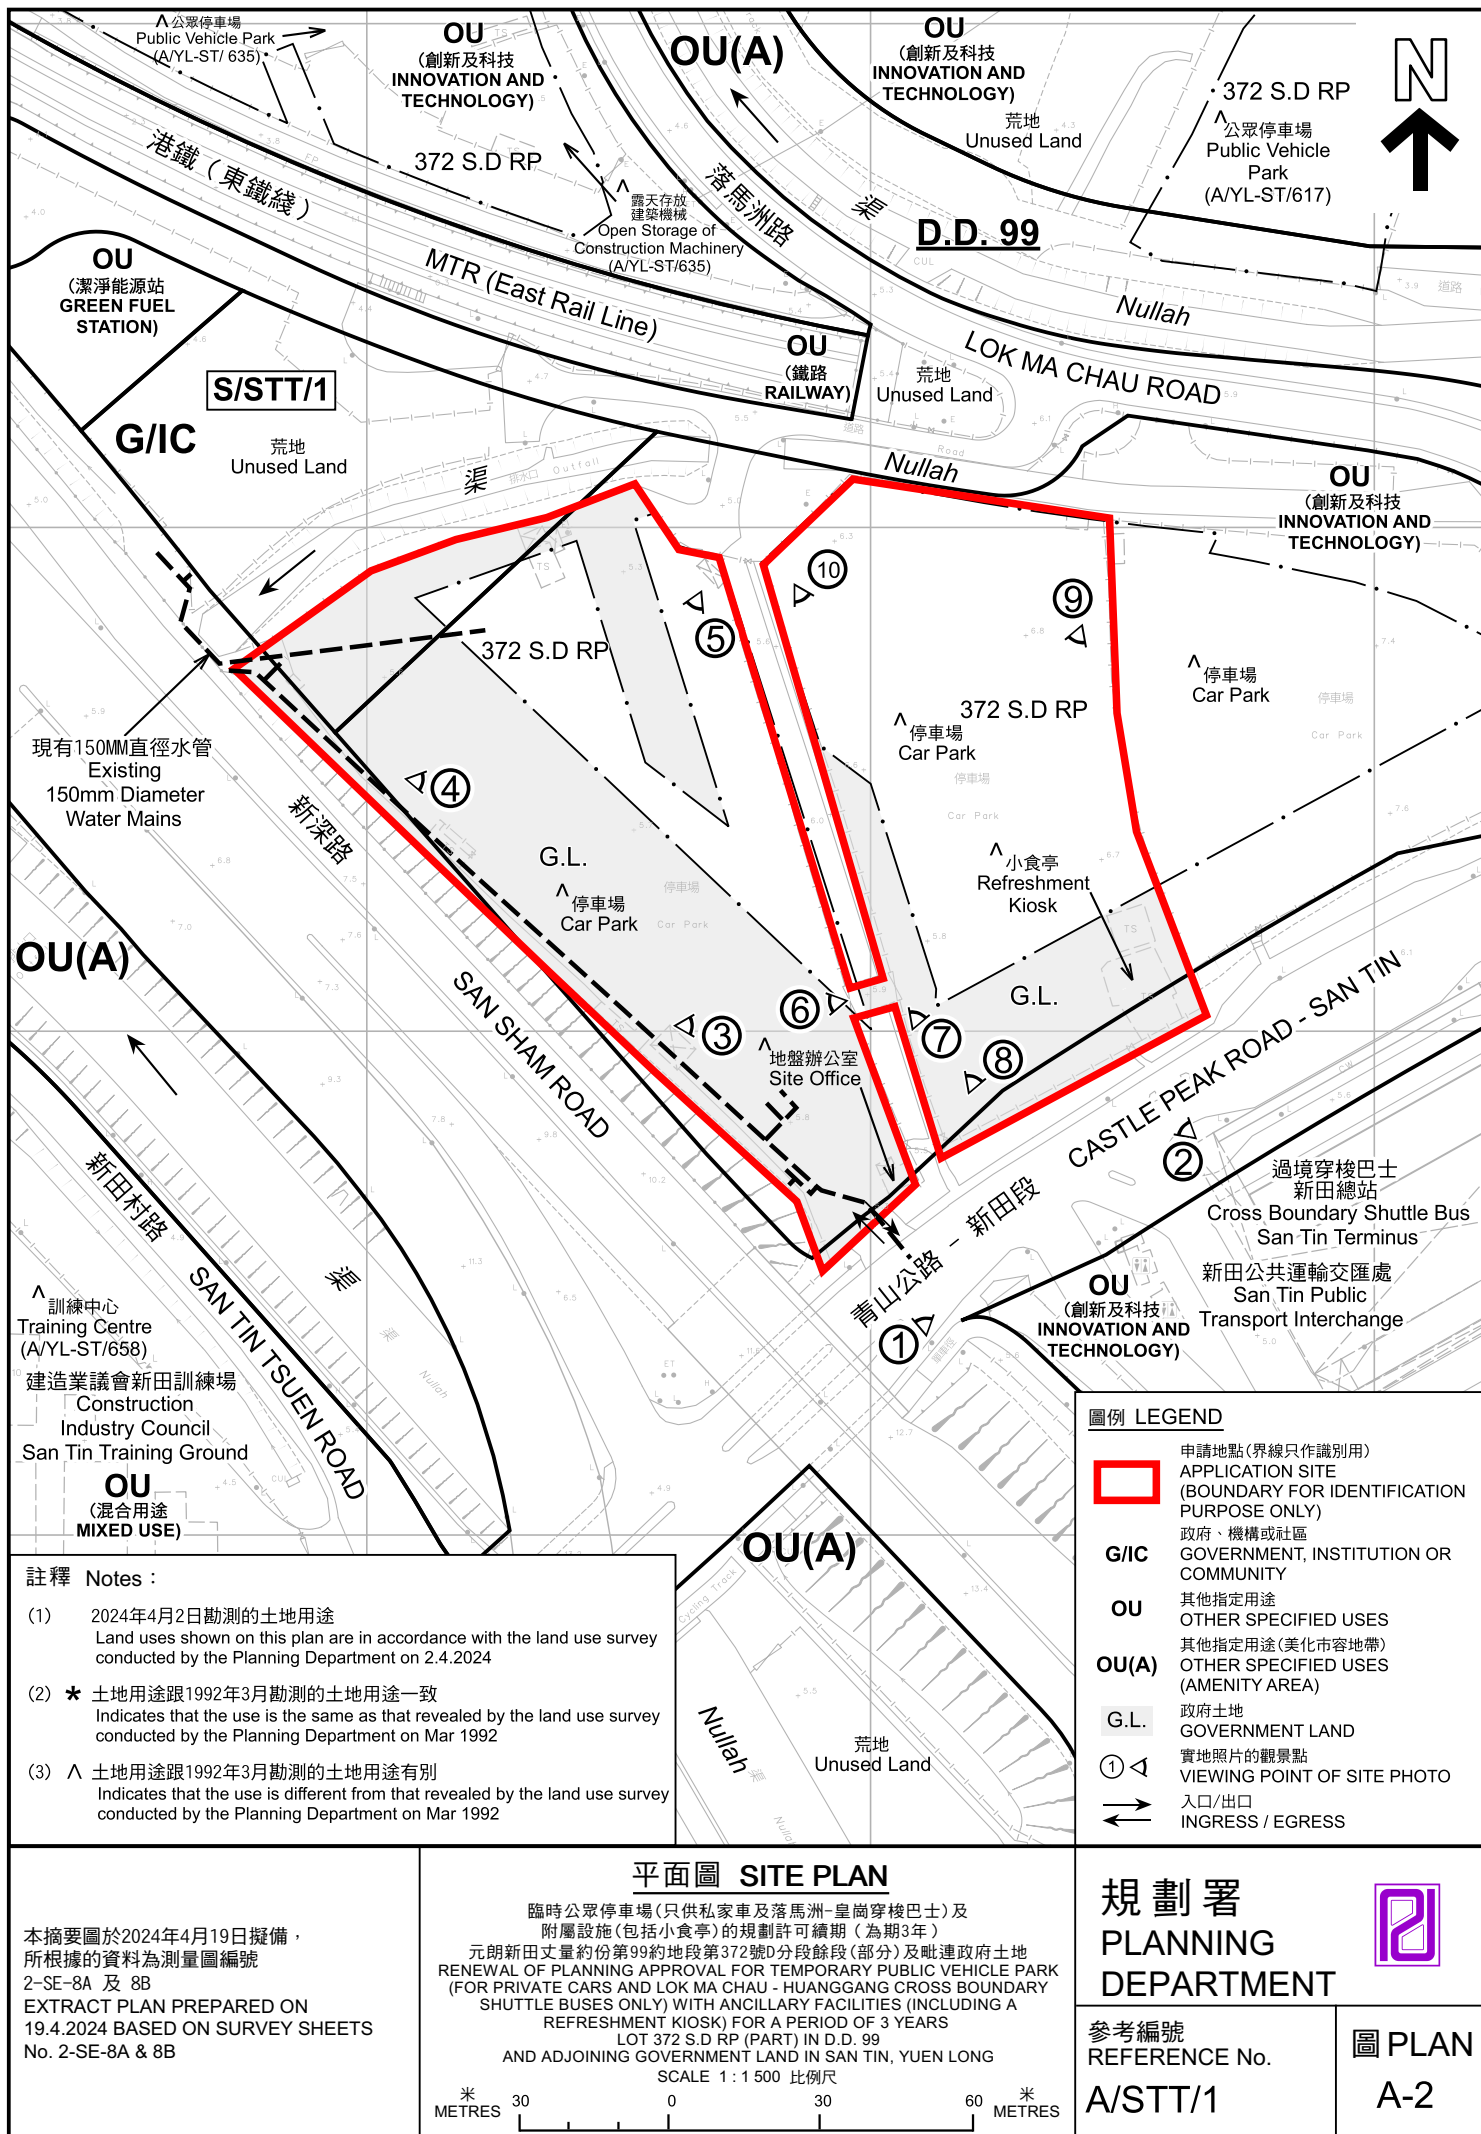 ^ 公眾停車場
Public Vehicle Park
(A/YL-ST/ 635)
OU
(創新及科技
INNOVATION AND
TECHNOLOGY)
OU(A)
OU
(創新及科技
INNOVATION AND
TECHNOLOGY)
372 S.D RP
^
公眾停車場
Public Vehicle
Park
(A/YL-ST/617)
N
荒地
Unused Land
港鐵（東鐵綫）
372 S.D RP
^
露天存放
建築機械
Open Storage of
Construction Machinery
(A/YL-ST/635)
落馬洲路
渠
D.D. 99
OU
(潔淨能源站
GREEN FUEL
STATION)
MTR (East Rail Line)
Nullah
道路
OU
(鐵路
RAILWAY)
LOK MA CHAU ROAD
荒地
Unused Land
S/STT/1
G/IC
荒地
Unused Land
渠
排水口 Outfall
道路
Road
Nullah
OU
(創新及科技
INNOVATION AND
TECHNOLOGY)
TS
10
9
5
372 S.D RP
372 S.D RP
^
停車場
Car Park
^
停車場
Car Park
停車場
Car Park
停車場
Car Park
現有150MM直徑水管
Existing
150mm Diameter
Water Mains
4
新深路
G.L.
^
停車場
Car Park
停車場
Car Park
^
小食亭
Refreshment
Kiosk
TS
OU(A)
SAN SHAM ROAD
6
3
7
8
G.L.
^
地盤辦公室
Site Office
CASTLE PEAK ROAD - SAN TIN
青山公路 - 新田段
2
過境穿梭巴士
新田總站
Cross Boundary Shuttle Bus
San Tin Terminus
新田公共運輸交匯處
San Tin Public
Transport Interchange
新田村路
渠
SAN TIN TSUEN ROAD
渠
Nullah
^
訓練中心
Training Centre
(A/YL-ST/658)
建造業議會新田訓練場
Construction
Industry Council
San Tin Training Ground
OU
(混合用途
MIXED USE)
1
OU
(創新及科技
INNOVATION AND
TECHNOLOGY)
OU(A)
Cycling Track
Nullah
渠
Nullah
荒地
Unused Land
註釋 Notes :
(1) 2024年4月2日勘測的土地用途
Land uses shown on this plan are in accordance with the land use survey
conducted by the Planning Department on 2.4.2024
(2) * 土地用途跟1992年3月勘測的土地用途一致
Indicates that the use is the same as that revealed by the land use survey
conducted by the Planning Department on Mar 1992
(3) ^ 土地用途跟1992年3月勘測的土地用途有別
Indicates that the use is different from that revealed by the land use survey
conducted by the Planning Department on Mar 1992
圖例 LEGEND
申請地點(界線只作識別用)
APPLICATION SITE
(BOUNDARY FOR IDENTIFICATION
PURPOSE ONLY)
政府、機構或社區
G/IC GOVERNMENT, INSTITUTION OR
COMMUNITY
其他指定用途
OU OTHER SPECIFIED USES
其他指定用途(美化市容地帶)
OU(A) OTHER SPECIFIED USES
(AMENITY AREA)
政府土地
G.L. GOVERNMENT LAND
實地照片的觀景點
1 VIEWING POINT OF SITE PHOTO
入口/出口
INGRESS / EGRESS
本摘要圖於2024年4月19日擬備，
所根據的資料為測量圖編號
2-SE-8A 及 8B
EXTRACT PLAN PREPARED ON
19.4.2024 BASED ON SURVEY SHEETS
No. 2-SE-8A & 8B
平面圖 SITE PLAN
臨時公眾停車場(只供私家車及落馬洲-皇崗穿梭巴士)及
附屬設施(包括小食亭)的規劃許可續期（為期3年）
元朗新田丈量約份第99約地段第372號D分段餘段(部分)及毗連政府土地
RENEWAL OF PLANNING APPROVAL FOR TEMPORARY PUBLIC VEHICLE PARK
(FOR PRIVATE CARS AND LOK MA CHAU - HUANGGANG CROSS BOUNDARY
SHUTTLE BUSES ONLY) WITH ANCILLARY FACILITIES (INCLUDING A
REFRESHMENT KIOSK) FOR A PERIOD OF 3 YEARS
LOT 372 S.D RP (PART) IN D.D. 99
AND ADJOINING GOVERNMENT LAND IN SAN TIN, YUEN LONG
SCALE 1 : 1 500 比例尺
米
METRES 30 0 30 60 米
METRES
規劃署
PLANNING
DEPARTMENT
參考編號
REFERENCE No.
A/STT/1
圖 PLAN
A-2